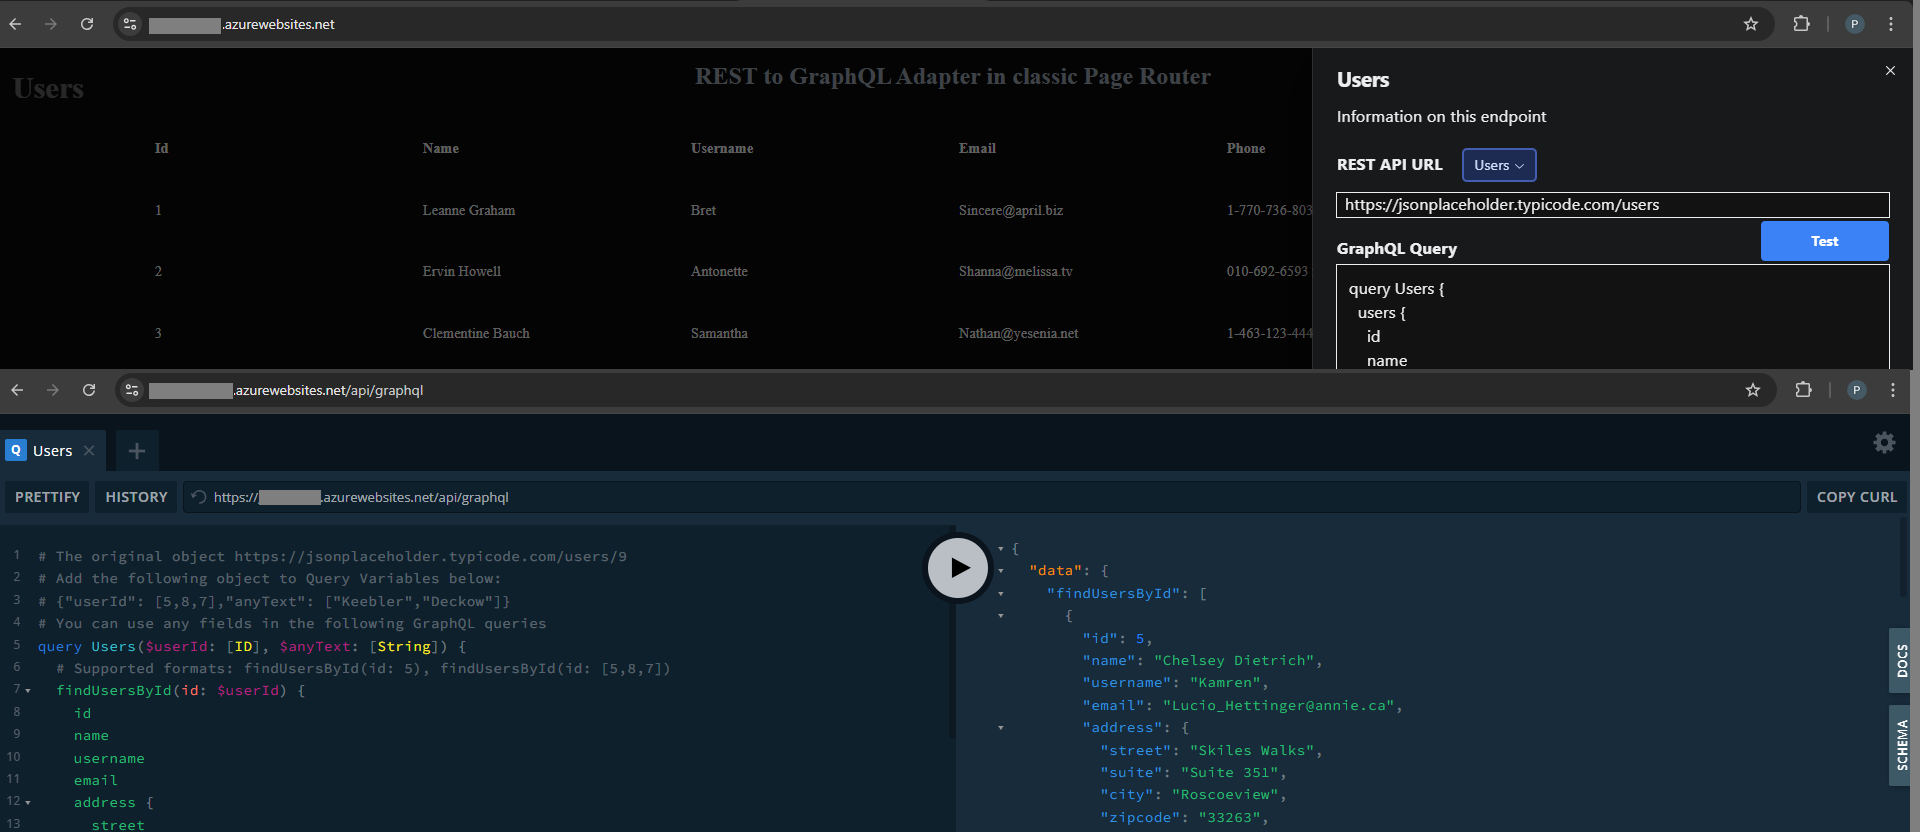 .azurewebsites.net
P
Users
REST to GraphQL Adapter in classic Page Router
Id Name Username Email Phone
1 Leanne Graham Bret Sincere@april.biz 1-770-736-803
2 Ervin Howell Antonette Shanna@melissa.tv 010-692-6593
3 Clementine Bauch Samantha Nathan@yesenia.net 1-463-123-444
Users
Information on this endpoint
REST API URL Users
https://jsonplaceholder.typicode.com/users
GraphQL Query Test
query Users {
users {
id
name
.azurewebsites.net/api/graphql
P
Q Users
PRETTIFY HISTORY https:// .azurewebsites.net/api/graphql COPY CURL
1 # The original object https://jsonplaceholder.typicode.com/users/9
2 # Add the following object to Query Variables below:
3 # {"userId": [5,8,7],"anyText": ["Keebler","Deckow"]}
4 # You can use any fields in the following GraphQL queries
5 query Users($userId: [ID], $anyText: [String]) {
6 # Supported formats: findUsersById(id: 5), findUsersById(id: [5,8,7])
7 findUsersById(id: $userId) {
8 id
9 name
10 username
11 email
12 address {
13 street
{
"data": {
"findUsersById": [
{
"id": 5,
"name": "Chelsey Dietrich",
"username": "Kamren",
"email": "Lucio_Hettinger@annie.ca",
"address": {
"street": "Skiles Walks",
"suite": "Suite 351",
"city": "Roscoeview",
"zipcode": "33263",
DOCS
SCHEMA